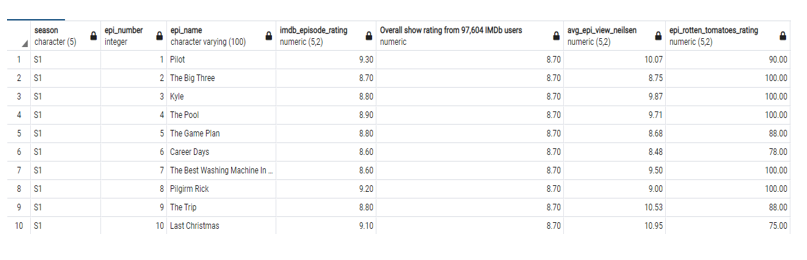 season epi_number epi_name imdb_episode_rating Overall show rating from 97,604 IMDb users avg_epi_view_neilsen epi_rotten_tomatoes_rating
character (5) integer character varying (100) numeric (5,2) numeric numeric (5,2) numeric (5,2)
1 S1 1 Pilot 9.30 8.70 10.07 90.00
2 S1 2 The Big Three 8.70 8.70 8.75 100.00
3 S1 3 Kyle 8.80 8.70 9.87 100.00
4 S1 4 The Pool 8.90 8.70 9.71 100.00
5 S1 5 The Game Plan 8.80 8.70 8.68 88.00
6 S1 6 Career Days 8.60 8.70 8.48 78.00
7 S1 7 The Best Washing Machine In ... 8.60 8.70 9.50 100.00
8 S1 8 Pilgirm Rick 9.20 8.70 9.00 100.00
9 S1 9 The Trip 8.80 8.70 10.53 88.00
10 S1 10 Last Christmas 9.10 8.70 10.95 75.00